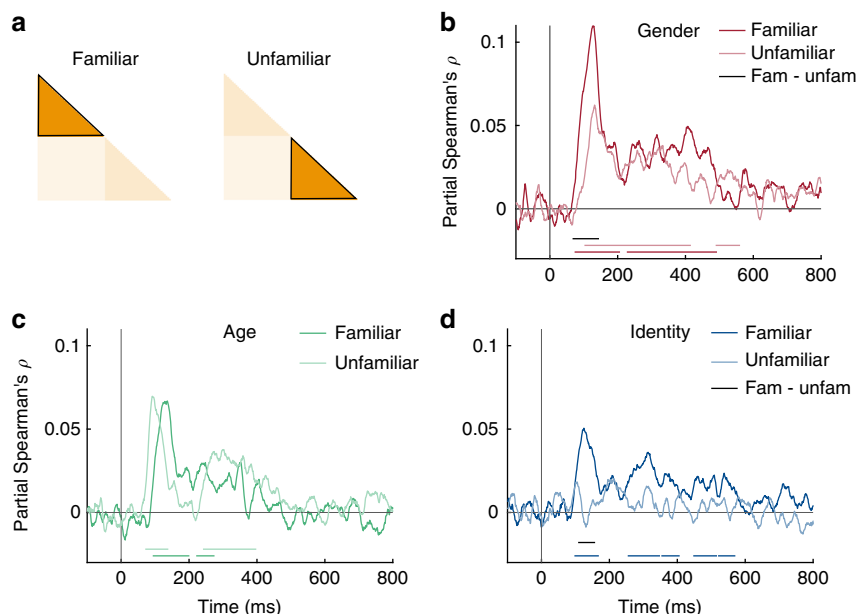 a
Familiar
Unfamiliar
b
Gender
Familiar
Unfamiliar
Fam - unfam
Partial Spearman's ρ
0.1
0.05
0
0
200
400
600
800
c
Age
Familiar
Unfamiliar
Partial Spearman's ρ
0.1
0.05
0
0
200
400
600
800
Time (ms)
d
Identity
Familiar
Unfamiliar
Fam - unfam
0.1
0.05
0
0
200
400
600
800
Time (ms)